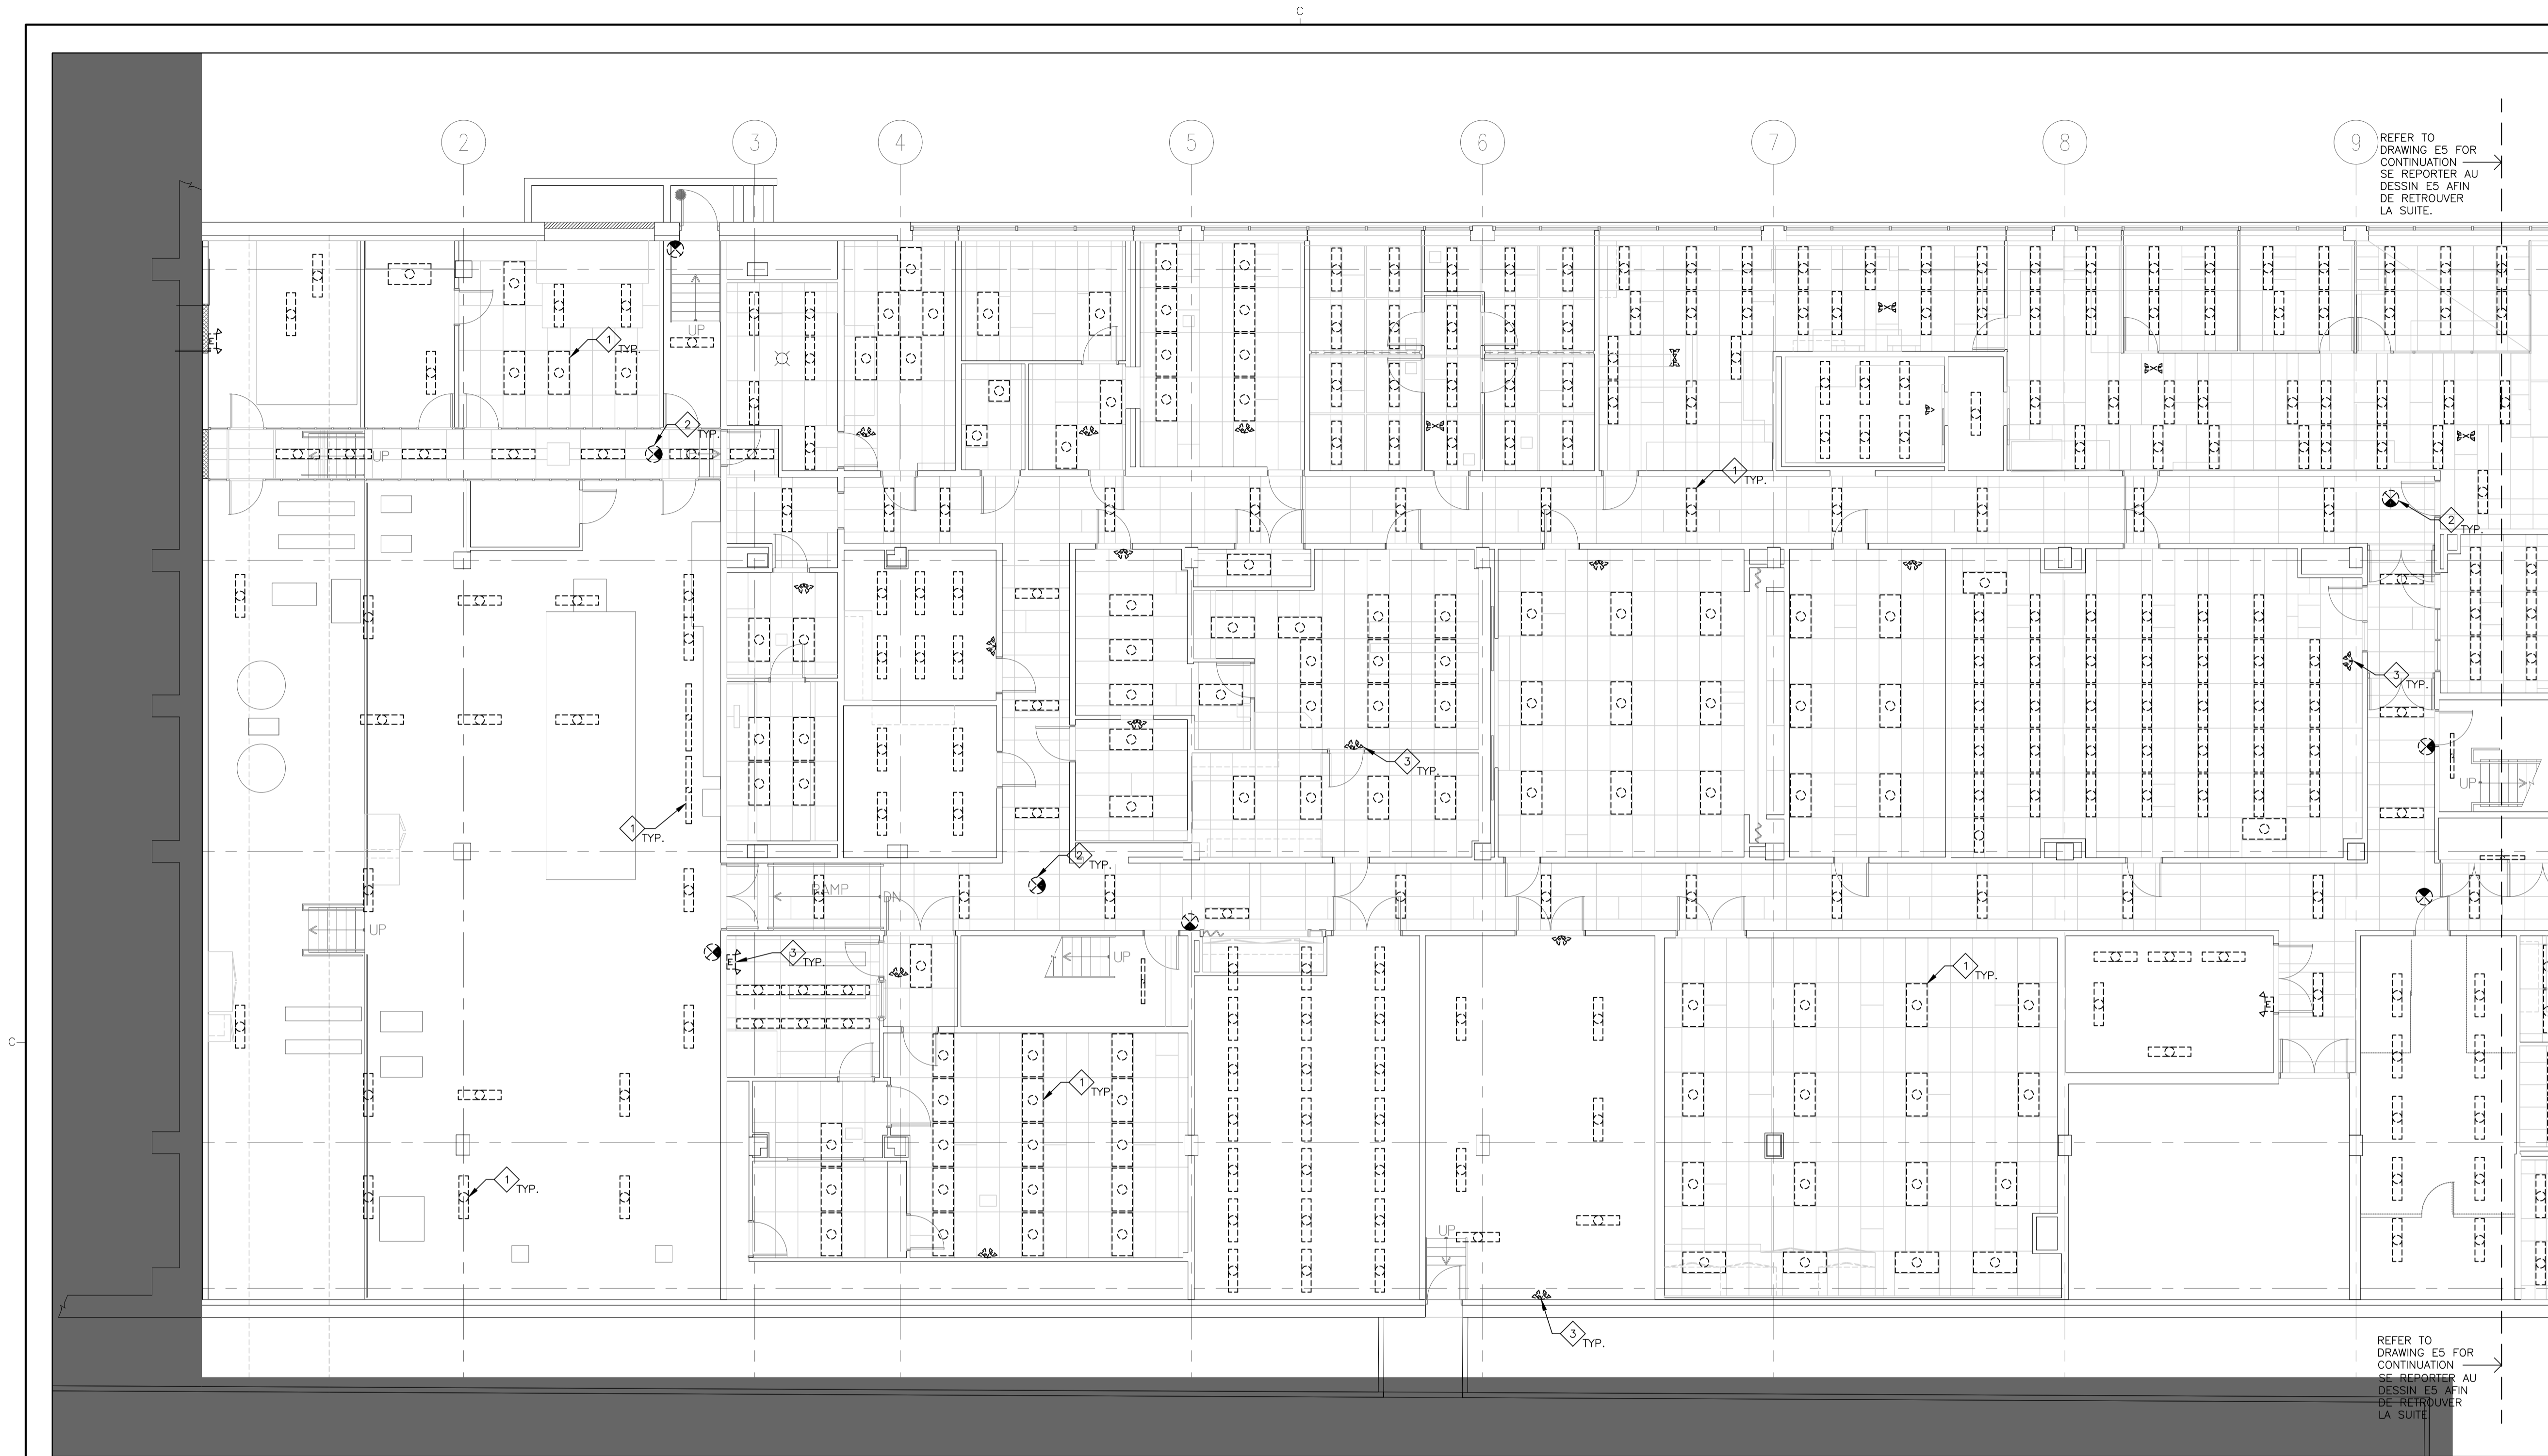 C
2
3
4
5
6
7
8
9
REFER TO
DRAWING E5 FOR
CONTINUATION
SE REPORTER AU
DESSIN E5 AFIN
DE RETROUVER
LA SUITE.
UP
E
1
TYP.
2
TYP.
UP
1
TYP.
2
TYP.
3
TYP.
3
TYP.
UP
1
TYP.
2
TYP.
RAMP
DN
UP
3
TYP.
E
UP
1
TYP.
E
C
1
TYP.
1
TYP.
UP
3
TYP.
REFER TO
DRAWING E5 FOR
CONTINUATION
SE REPORTER AU
DESSIN E5 AFIN
DE RETROUVER
LA SUITE.